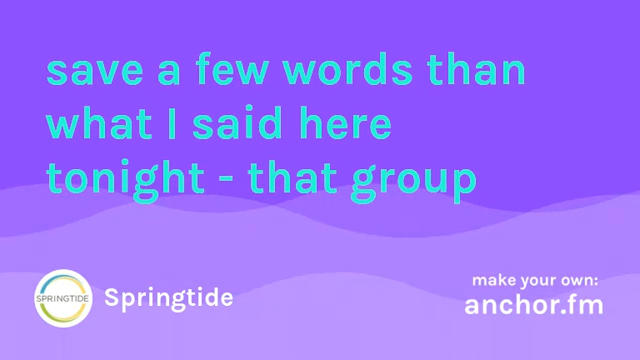 save a few words than
what I said here
tonight - that group
SPRINGTIDE
Springtide
make your own:
anchor.fm